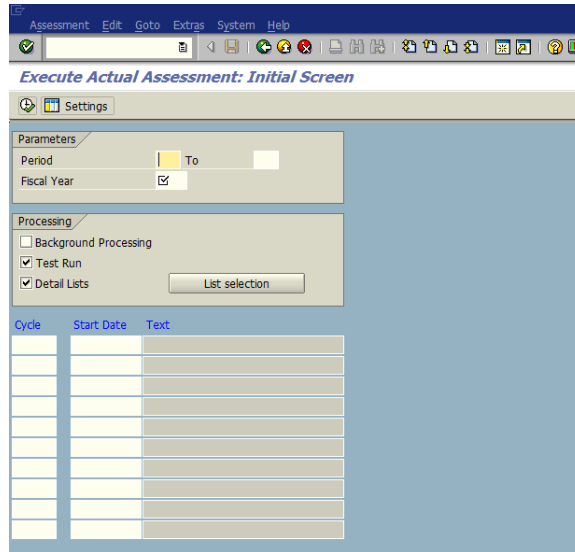 Assessment Edit Goto Extras System Help
Execute Actual Assessment: Initial Screen
Settings
Parameters
Period To
Fiscal Year
Processing
Background Processing
Test Run
Detail Lists List selection
Cycle Start Date Text